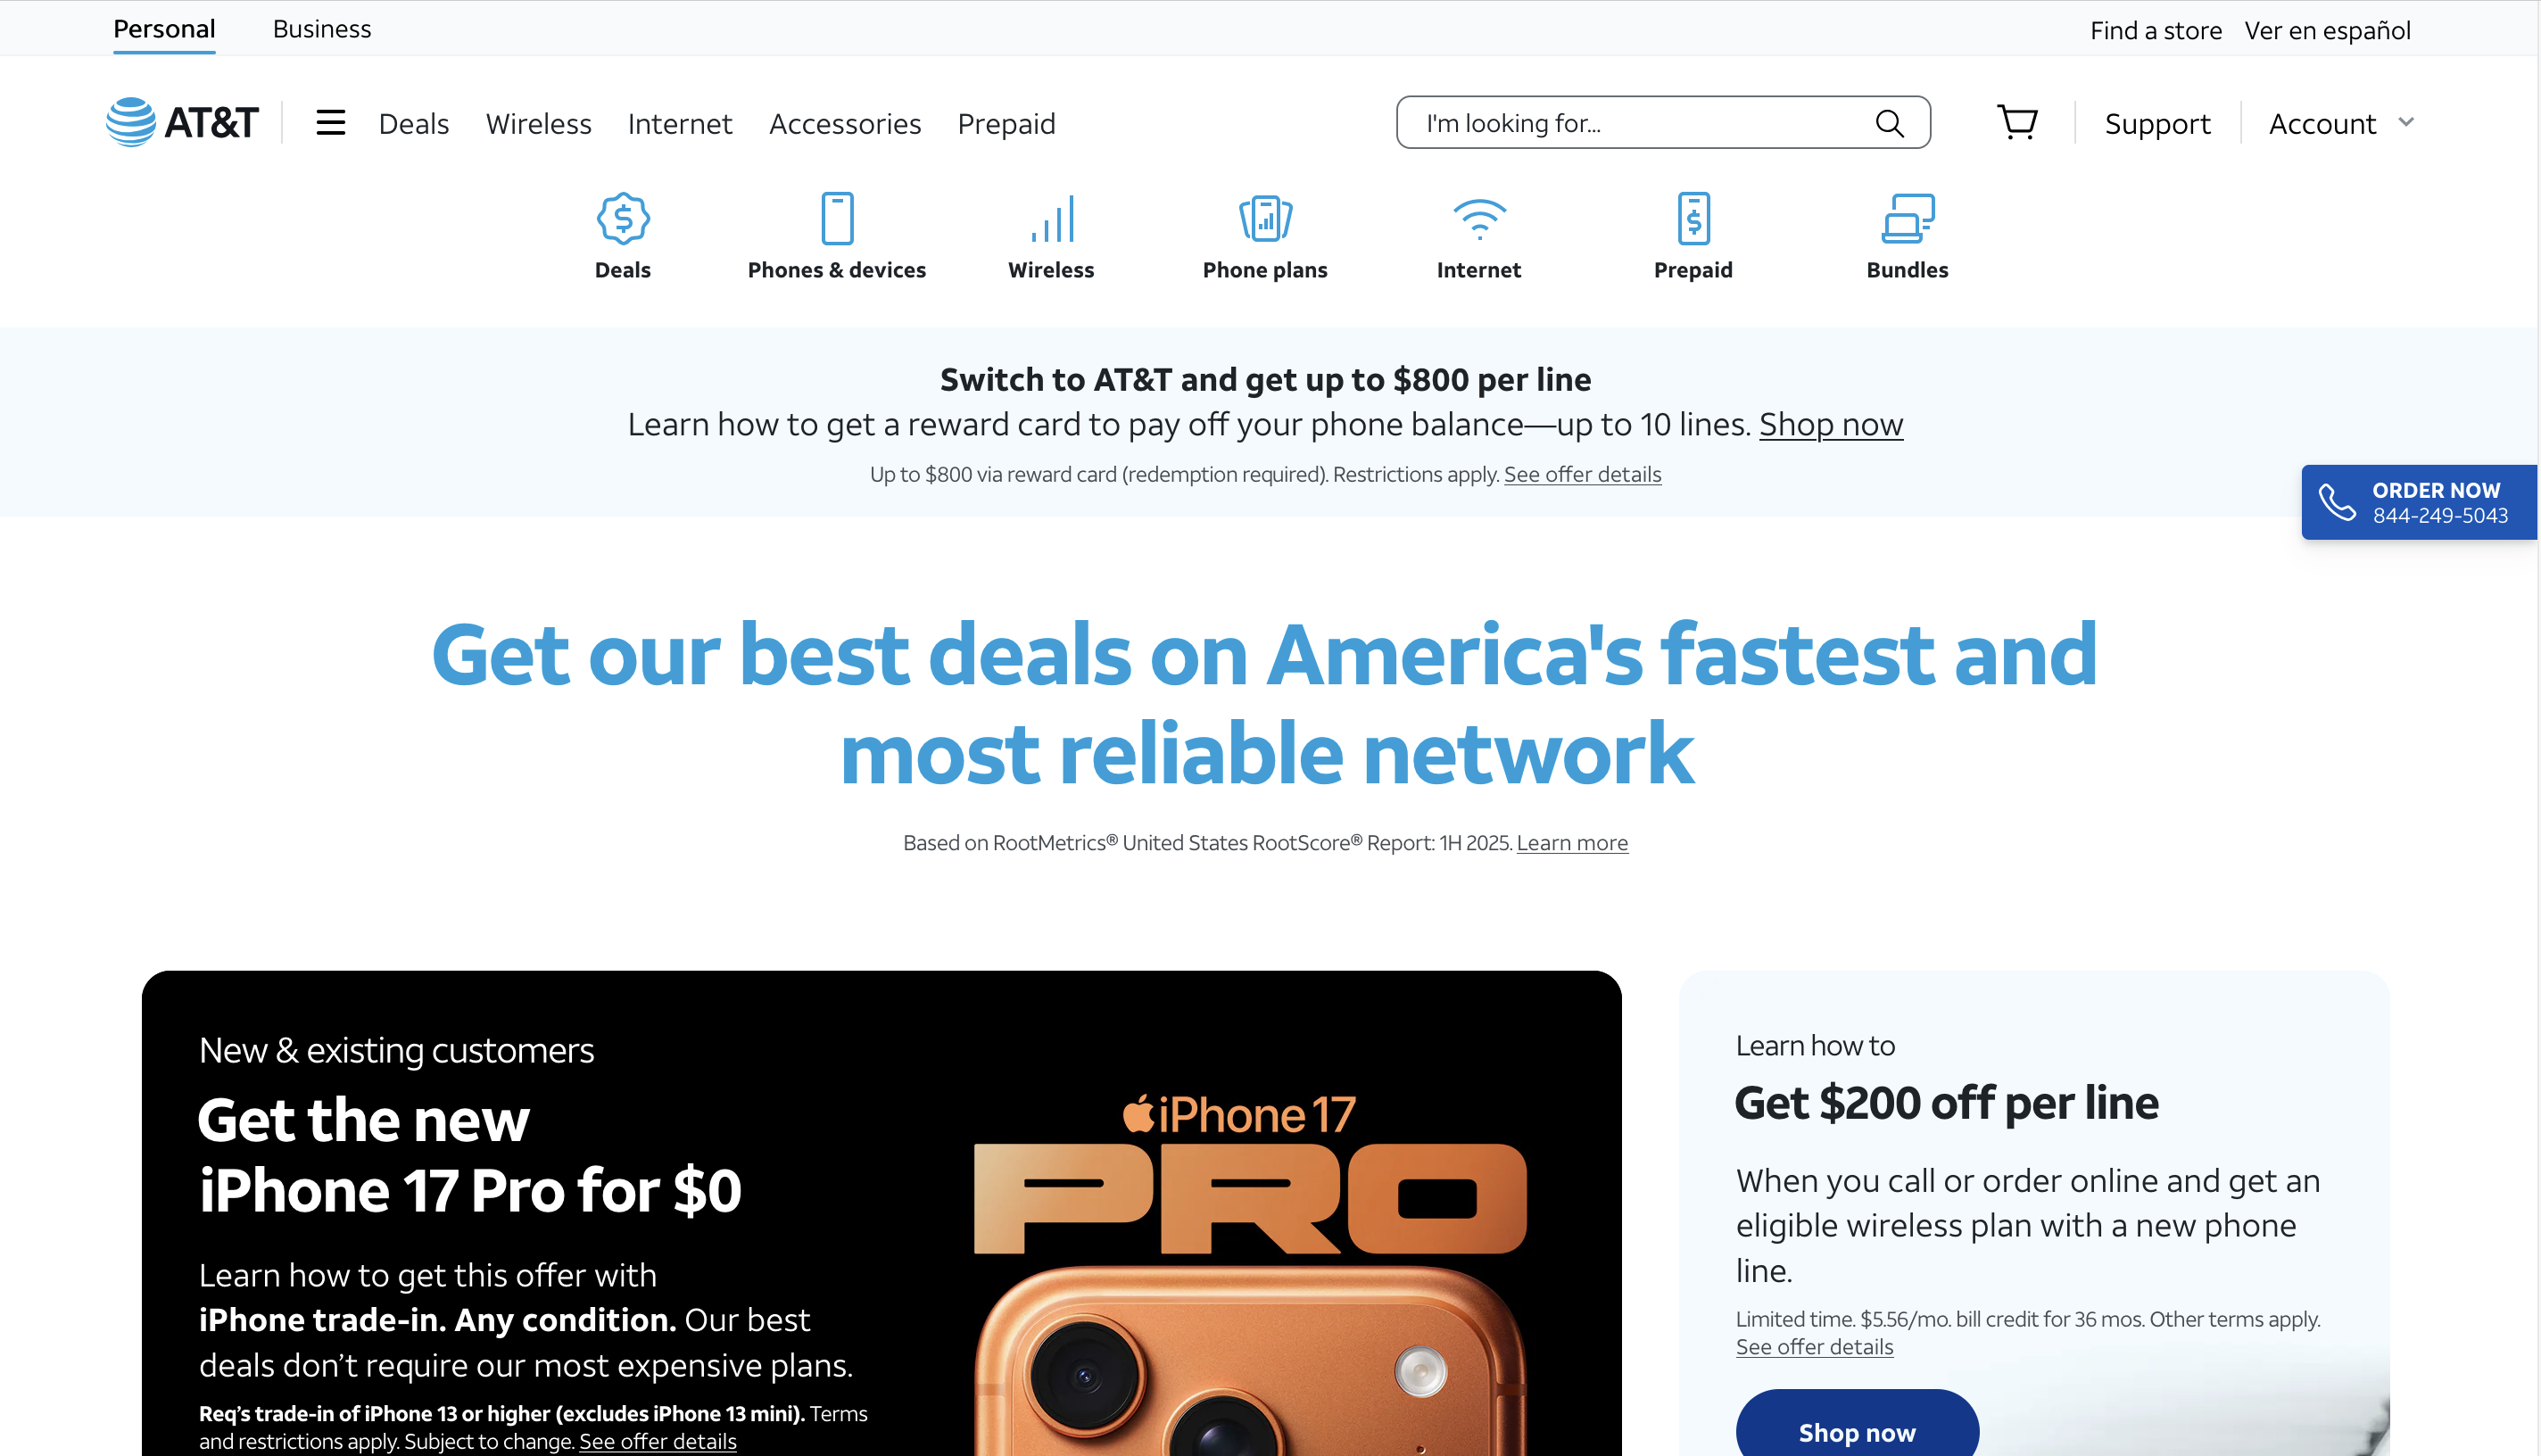 Personal
Business
Find a store
Ver en español
AT&T
Deals
Wireless
Internet
Accessories
Prepaid
I'm looking for...
Support
Account
Deals
Phones & devices
Wireless
Phone plans
Internet
Prepaid
Bundles
Switch to AT&T and get up to $800 per line
Learn how to get a reward card to pay off your phone balance—up to 10 lines. Shop now
Up to $800 via reward card (redemption required). Restrictions apply. See offer details
ORDER NOW
844-249-5043
Get our best deals on America's fastest and
most reliable network
Based on RootMetrics® United States RootScore® Report: 1H 2025. Learn more
New & existing customers
Get the new
iPhone 17 Pro for $0
Learn how to get this offer with
iPhone trade-in. Any condition. Our best
deals don’t require our most expensive plans.
Req’s trade-in of iPhone 13 or higher (excludes iPhone 13 mini). Terms
and restrictions apply. Subject to change. See offer details
iPhone 17
PRO
Learn how to
Get $200 off per line
When you call or order online and get an
eligible wireless plan with a new phone
line.
Limited time. $5.56/mo. bill credit for 36 mos. Other terms apply.
See offer details
Shop now